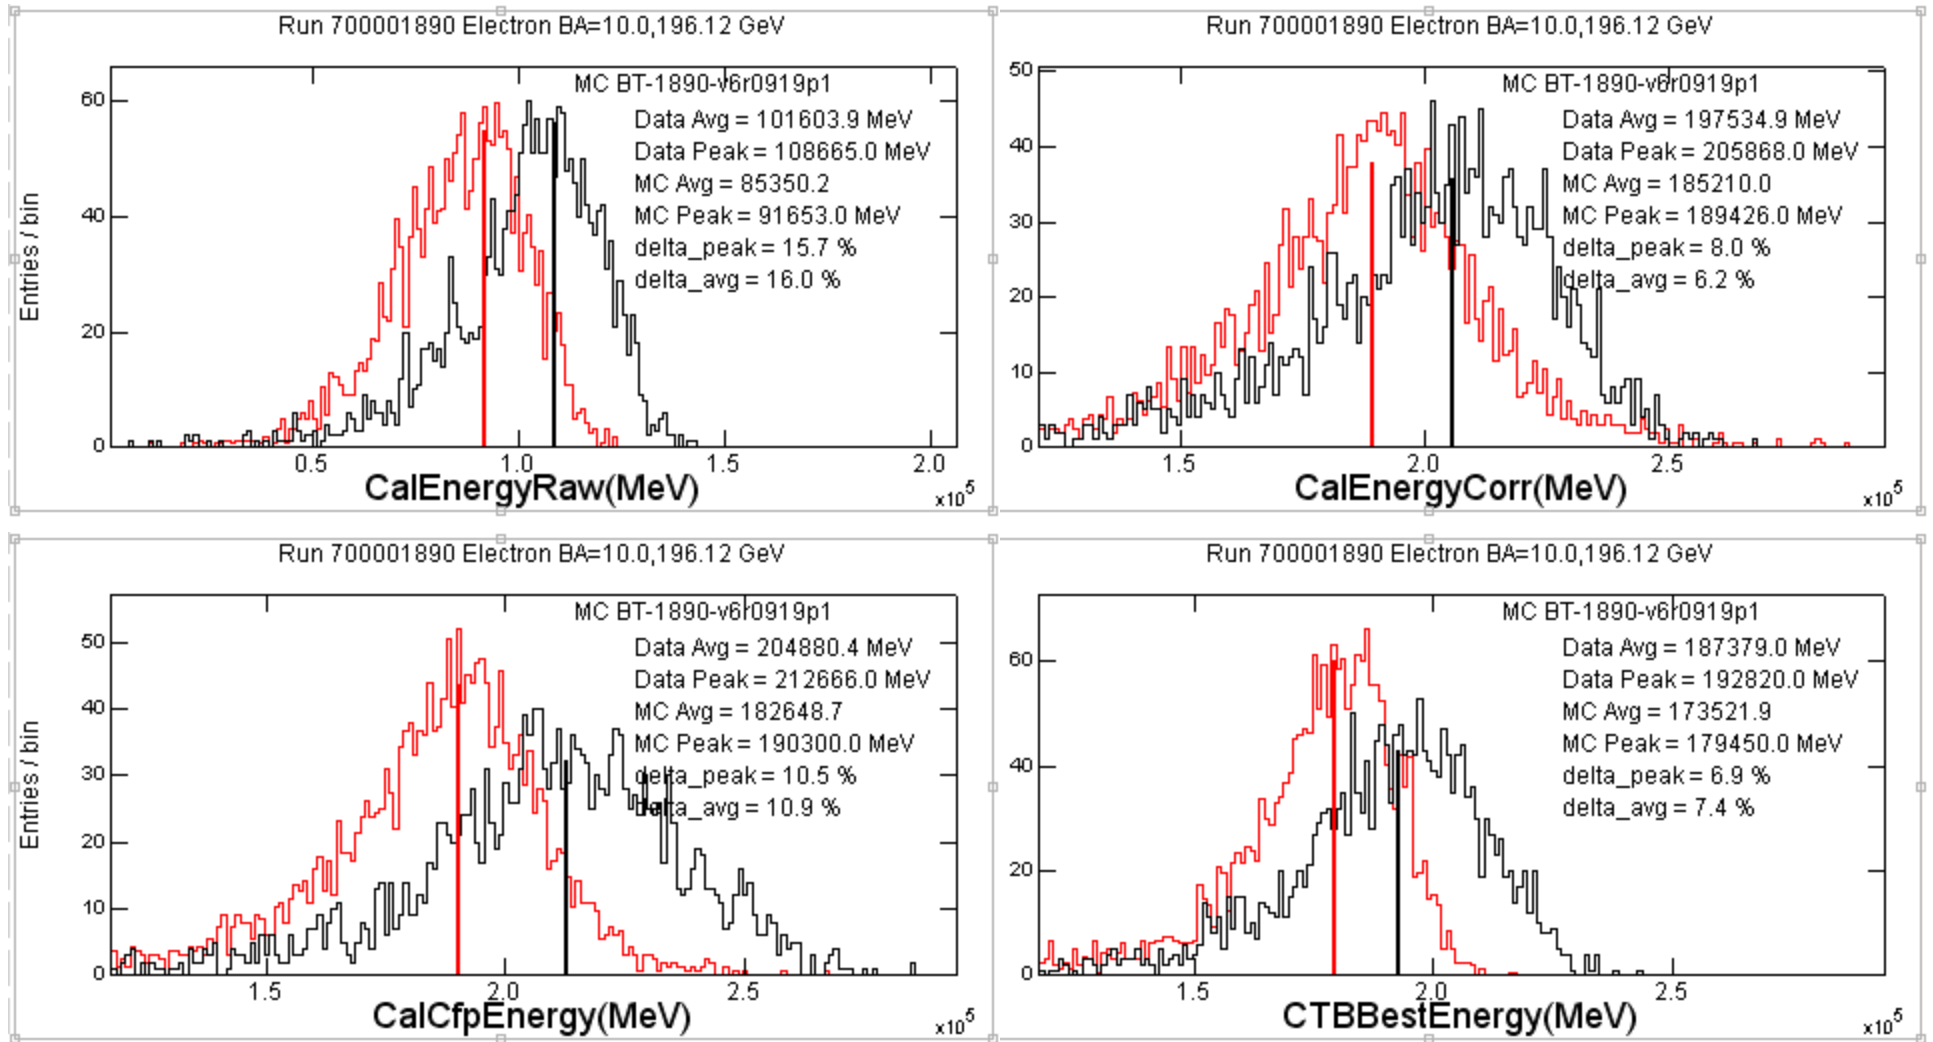 Run 700001890 Electron BA=10.0,196.12 GeV
MC BT-1890-v6r0919p1
Data Avg = 101603.9 MeV
Data Peak = 108665.0 MeV
MC Avg = 85350.2
MC Peak = 91653.0 MeV
delta_peak = 15.7 %
delta_avg = 16.0 %
Entries / bin
60
40
20
0
0.5 1.0 1.5 2.0
CalEnergyRaw(MeV)
x10^5
Run 700001890 Electron BA=10.0,196.12 GeV
MC BT-1890-v6r0919p1
Data Avg = 197534.9 MeV
Data Peak = 205868.0 MeV
MC Avg = 185210.0
MC Peak = 189426.0 MeV
delta_peak = 8.0 %
delta_avg = 6.2 %
50
40
30
20
10
0
1.5 2.0 2.5
CalEnergyCorr(MeV)
x10^5
Run 700001890 Electron BA=10.0,196.12 GeV
MC BT-1890-v6r0919p1
Data Avg = 204880.4 MeV
Data Peak = 212666.0 MeV
MC Avg = 182648.7
MC Peak = 190300.0 MeV
delta_peak = 10.5 %
delta_avg = 10.9 %
Entries / bin
50
40
30
20
10
0
1.5 2.0 2.5
CalCfpEnergy(MeV)
x10^5
Run 700001890 Electron BA=10.0,196.12 GeV
MC BT-1890-v6r0919p1
Data Avg = 187379.0 MeV
Data Peak = 192820.0 MeV
MC Avg = 173521.9
MC Peak = 179450.0 MeV
delta_peak = 6.9 %
delta_avg = 7.4 %
60
40
20
0
1.5 2.0 2.5
CTBBestEnergy(MeV)
x10^5